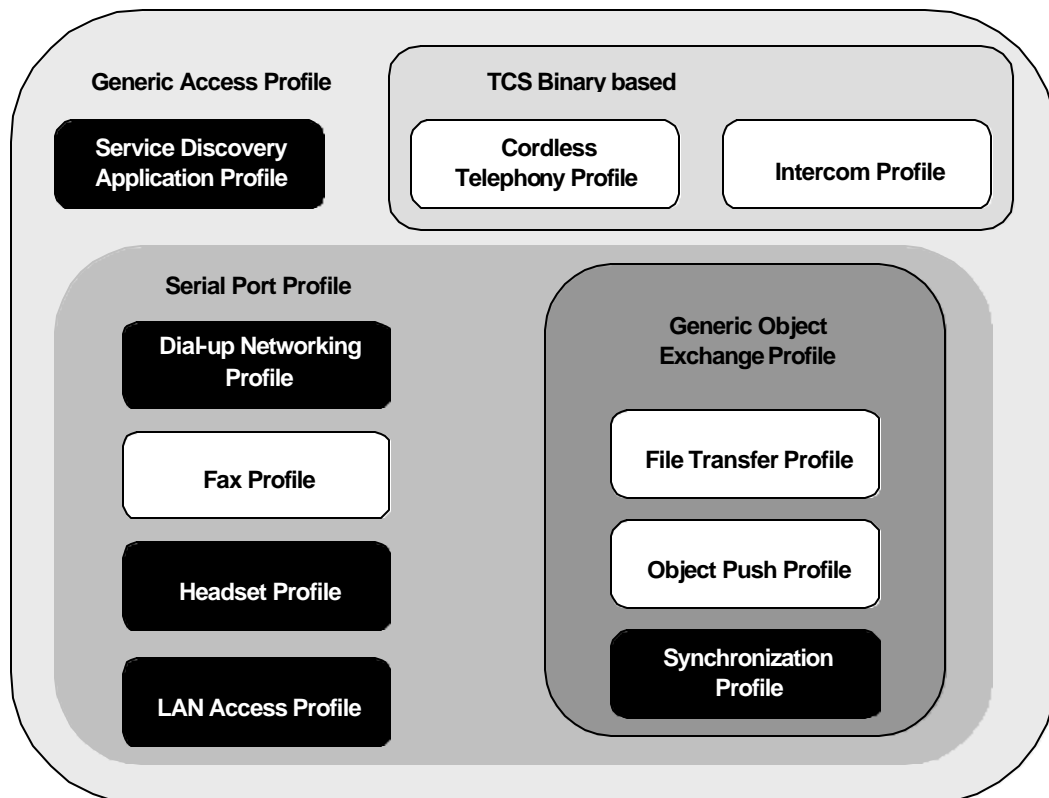 Generic Access Profile
TCS Binary based
Service Discovery
Application Profile
Cordless
Telephony Profile
Intercom Profile
Serial Port Profile
Dial-up Networking
Profile
Fax Profile
Headset Profile
LAN Access Profile
Generic Object
Exchange Profile
File Transfer Profile
Object Push Profile
Synchronization
Profile